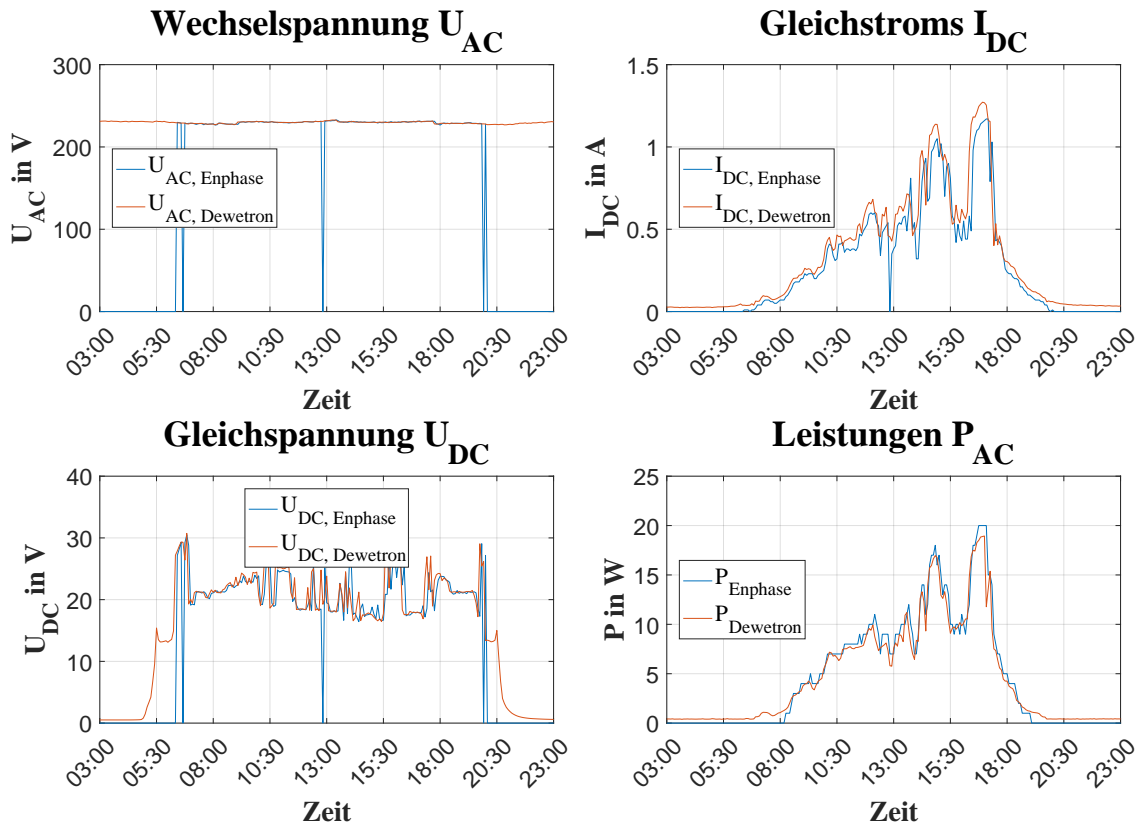 Wechselspannung U_AC
300
200
100
0
U_AC in V
U_AC, Enphase
U_AC, Dewetron
03:00 05:30 08:00 10:30 13:00 15:30 18:00 20:30 23:00
Zeit
Gleichstroms I_DC
1.5
1
0.5
0
I_DC in A
I_DC, Enphase
I_DC, Dewetron
03:00 05:30 08:00 10:30 13:00 15:30 18:00 20:30 23:00
Zeit
Gleichspannung U_DC
40
30
20
10
0
U_DC in V
U_DC, Enphase
U_DC, Dewetron
03:00 05:30 08:00 10:30 13:00 15:30 18:00 20:30 23:00
Zeit
Leistungen P_AC
25
20
15
10
5
0
P in W
P_Enphase
P_Dewetron
03:00 05:30 08:00 10:30 13:00 15:30 18:00 20:30 23:00
Zeit